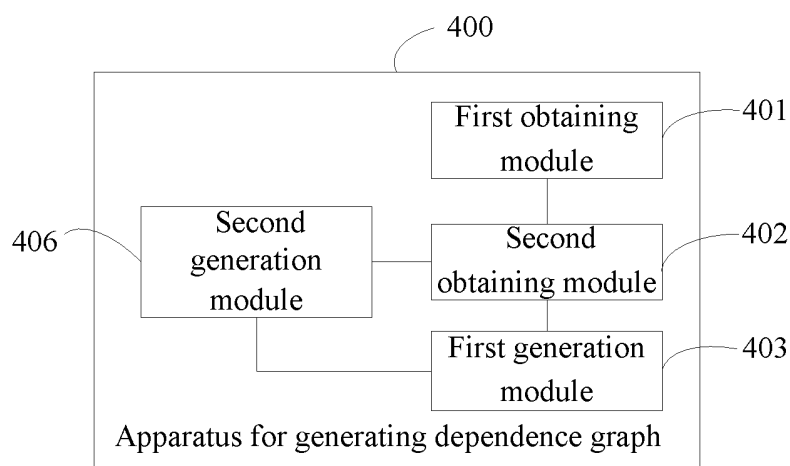 400
First obtaining
module
401
Second
generation
module
406
Second
obtaining module
402
First generation
module
403
Apparatus for generating dependence graph